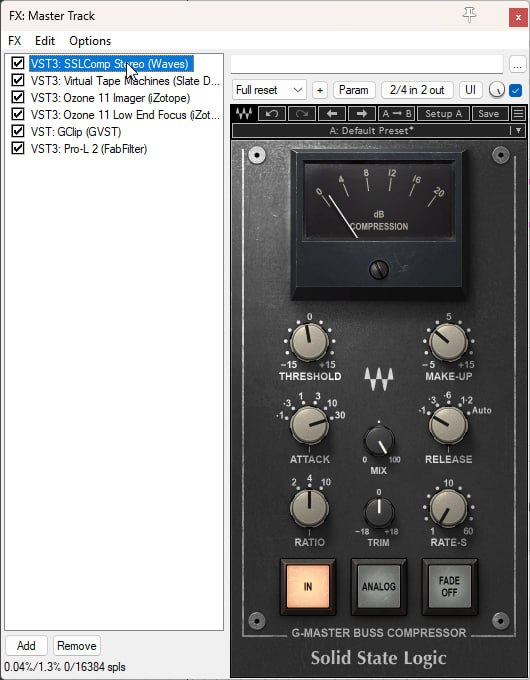 FX: Master Track
FX Edit Options
VST3: SSLComp Stereo (Waves)
VST3: Virtual Tape Machines (Slate D...
VST3: Ozone 11 Imager (iZotope)
VST3: Ozone 11 Low End Focus (iZot...
VST: GClip (GVST)
VST3: Pro-L 2 (FabFilter)
...
Full reset + Param 2/4 in 2 out UI
A → B Setup A Save
A: Default Preset*
0 4 8 12 16 20
dB
COMPRESSION
0
-15 +15
THRESHOLD
5
-5 +15
MAKE-UP
.1 .3 1 3 10 30
ATTACK
0 100
MIX
.1 .3 .6 1.2 Auto
RELEASE
2 4 10
RATIO
0
-18 +18
TRIM
10
1 60
RATE-S
IN
ANALOG
FADE
OFF
G-MASTER BUSS COMPRESSOR
Solid State Logic
Add Remove
0.04%/1.3% 0/16384 spls